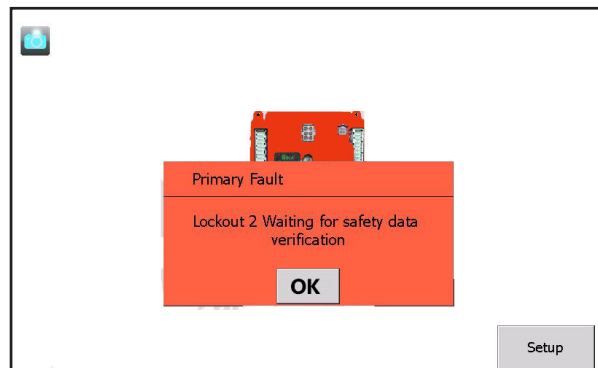 Primary Fault
Lockout 2 Waiting for safety data
verification
OK
Setup